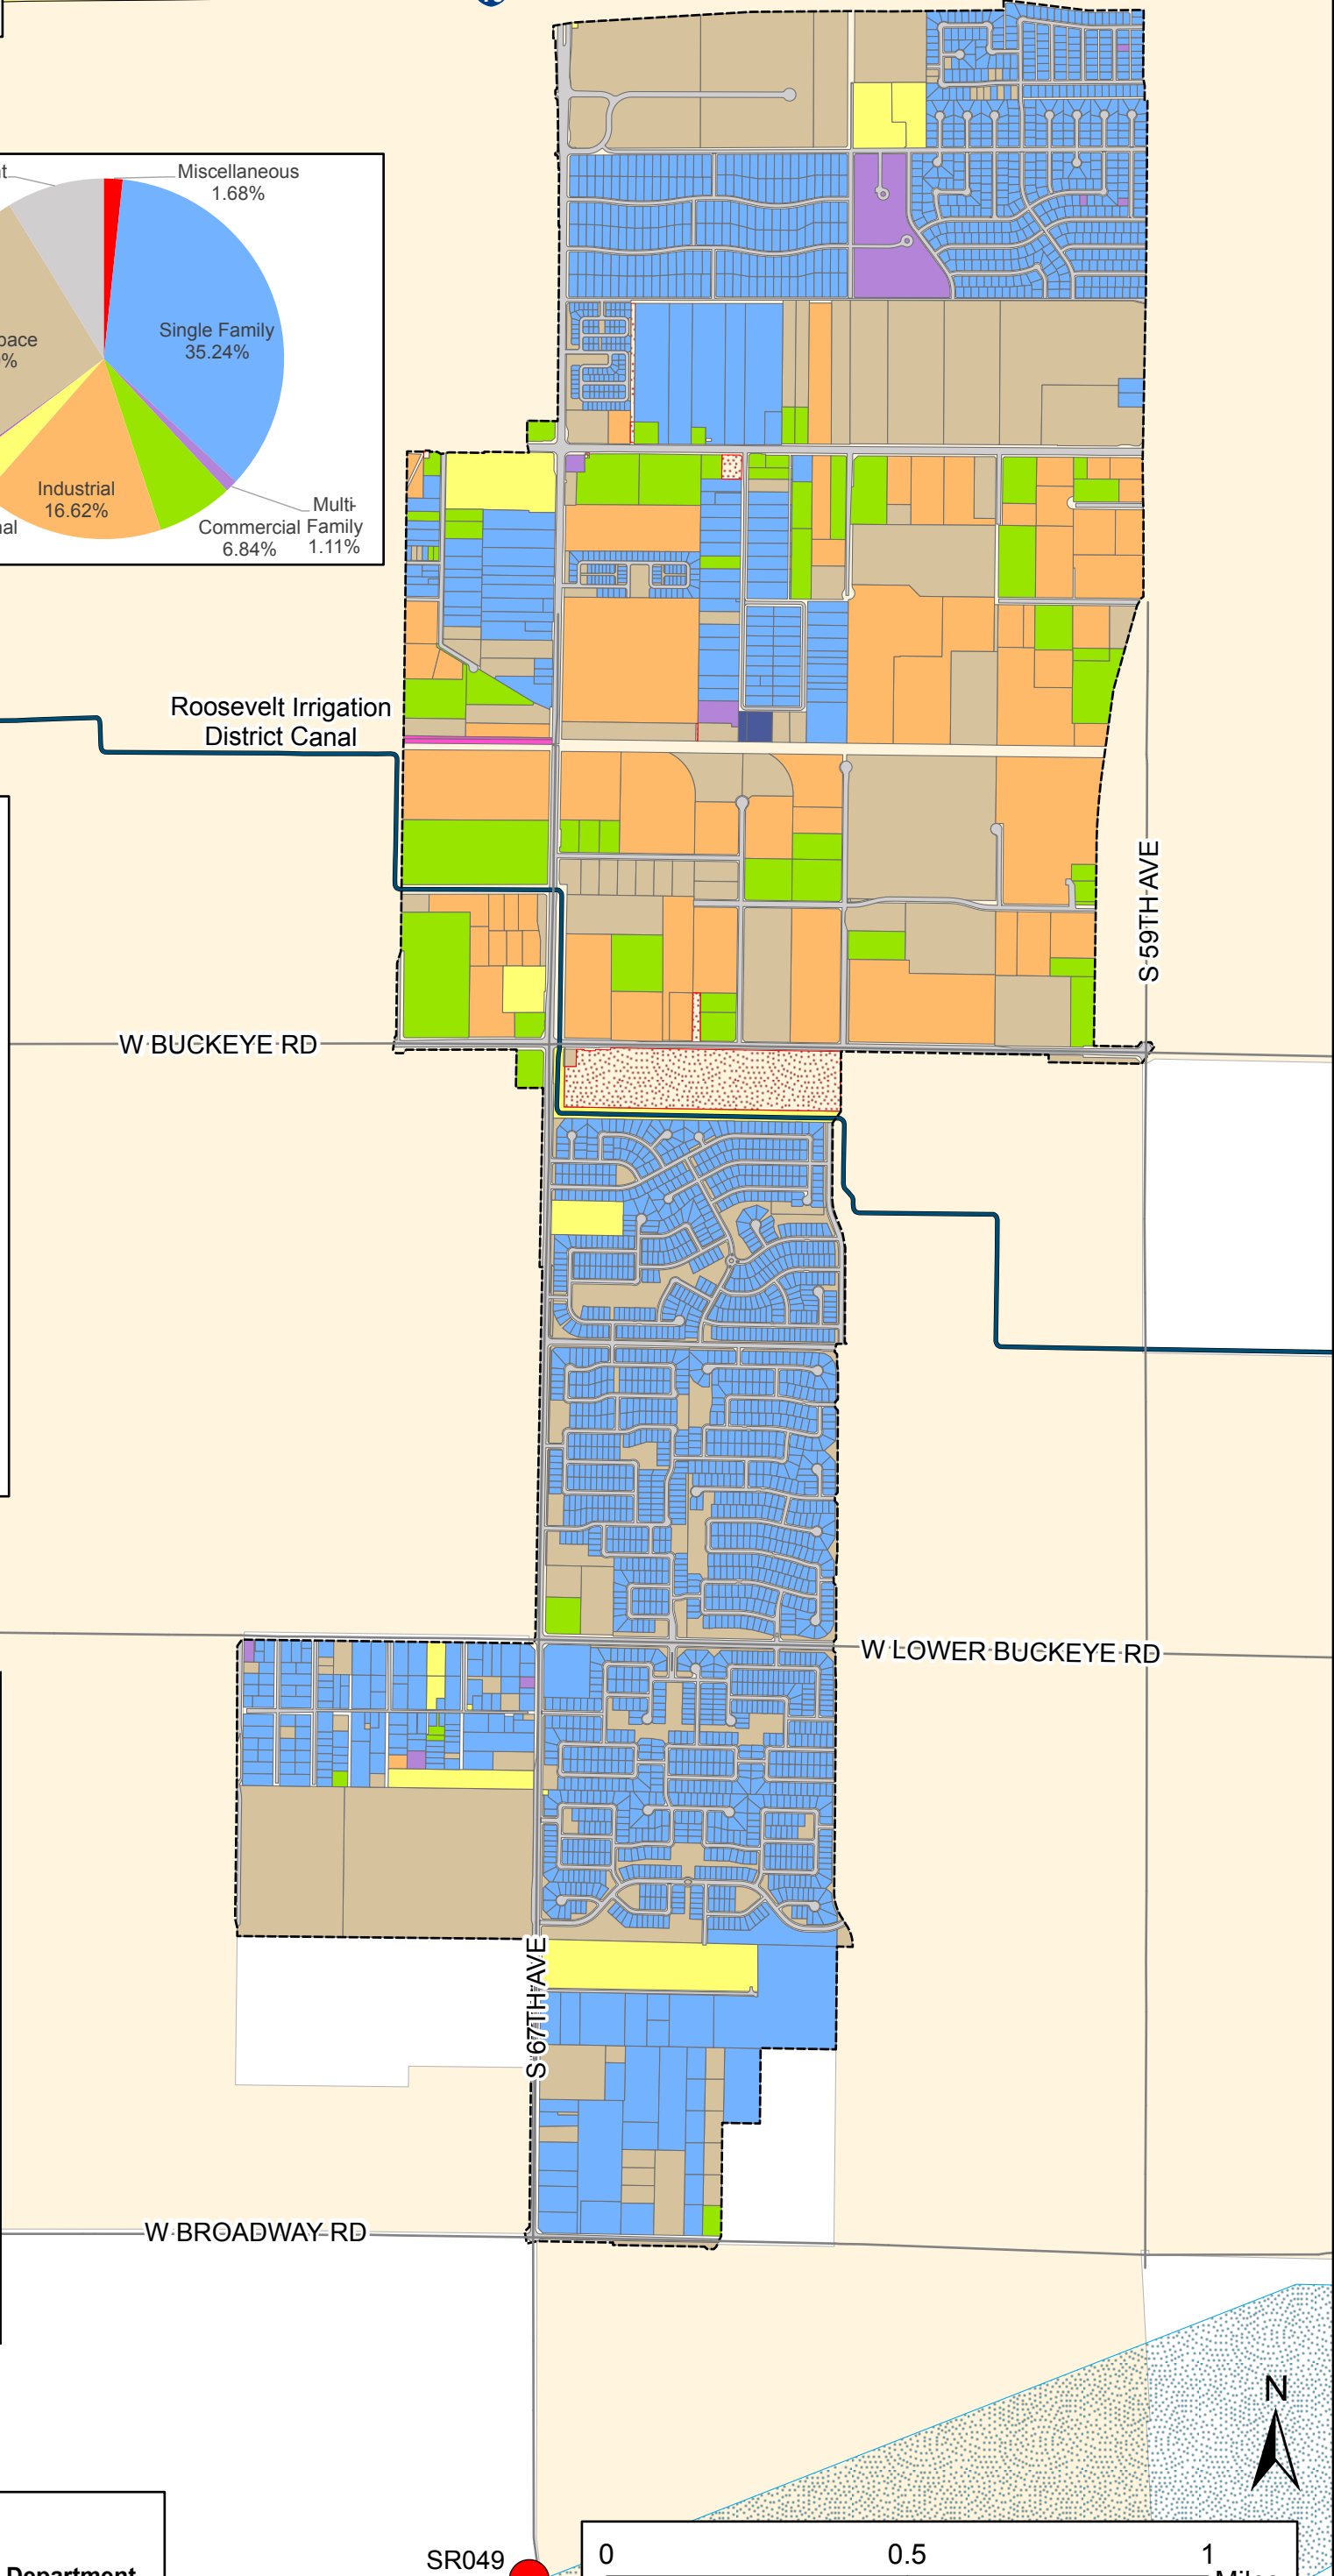 Miscellaneous
1.68%
Single Family
35.24%
Industrial
16.62%
Multi-
Commercial Family
6.84% 1.11%
Roosevelt Irrigation
District Canal
S 59TH AVE
W BUCKEYE RD
W LOWER BUCKEYE RD
S 67TH AVE
W BROADWAY RD
N
SR049
0 0.5 1
Miles
Department